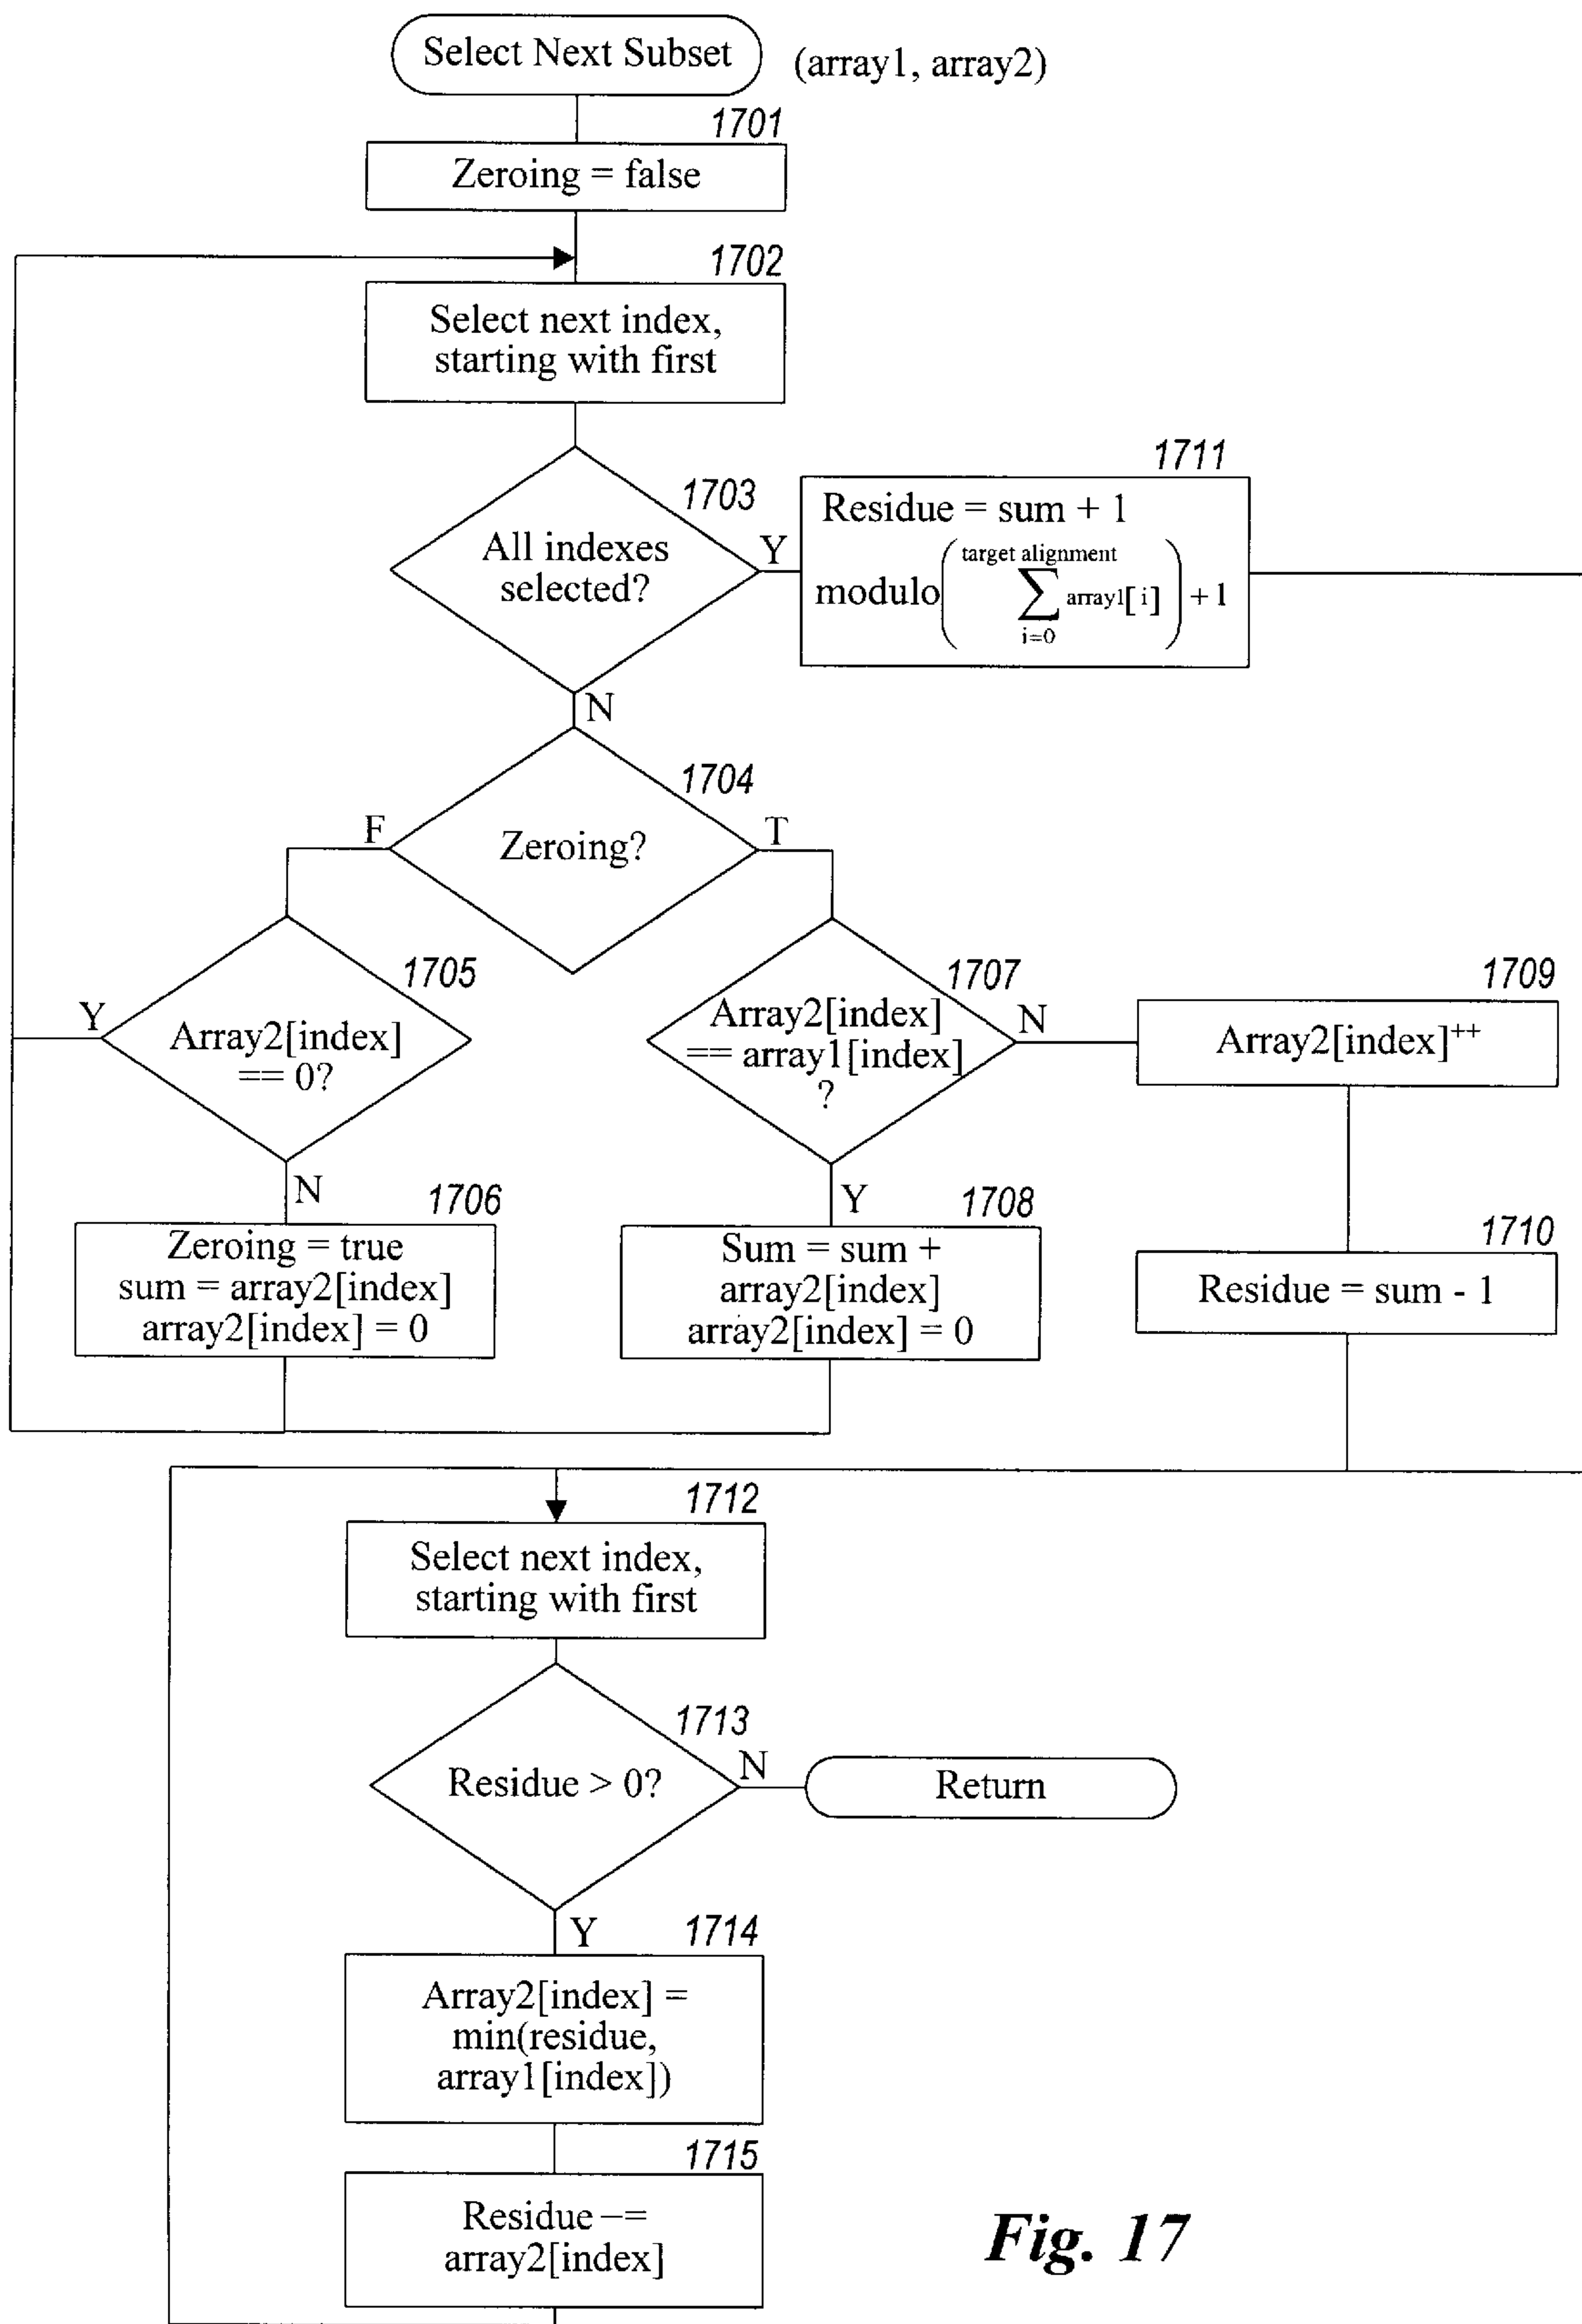 Select Next Subset (array1, array2)
1701
Zeroing = false
1702
Select next index,
starting with first
1703
All indexes
selected?
Y
1711
Residue = sum + 1
target alignment
modulo( ∑ array1[ i] ) + 1
i=0
N
1704
Zeroing?
F
T
1705
Array2[index]
== 0?
Y
N
1706
Zeroing = true
sum = array2[index]
array2[index] = 0
1707
Array2[index]
== array1[index]
?
N
Y
1708
Sum = sum +
array2[index]
array2[index] = 0
1709
Array2[index]++
1710
Residue = sum - 1
1712
Select next index,
starting with first
1713
Residue > 0?
N
Return
Y
1714
Array2[index] =
min(residue,
array1[index])
1715
Residue −=
array2[index]
Fig. 17